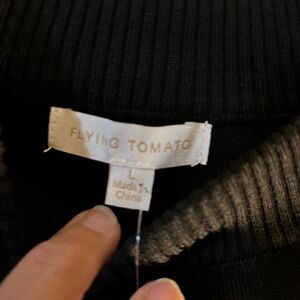 FLYING TOMATO
L
Made in
China